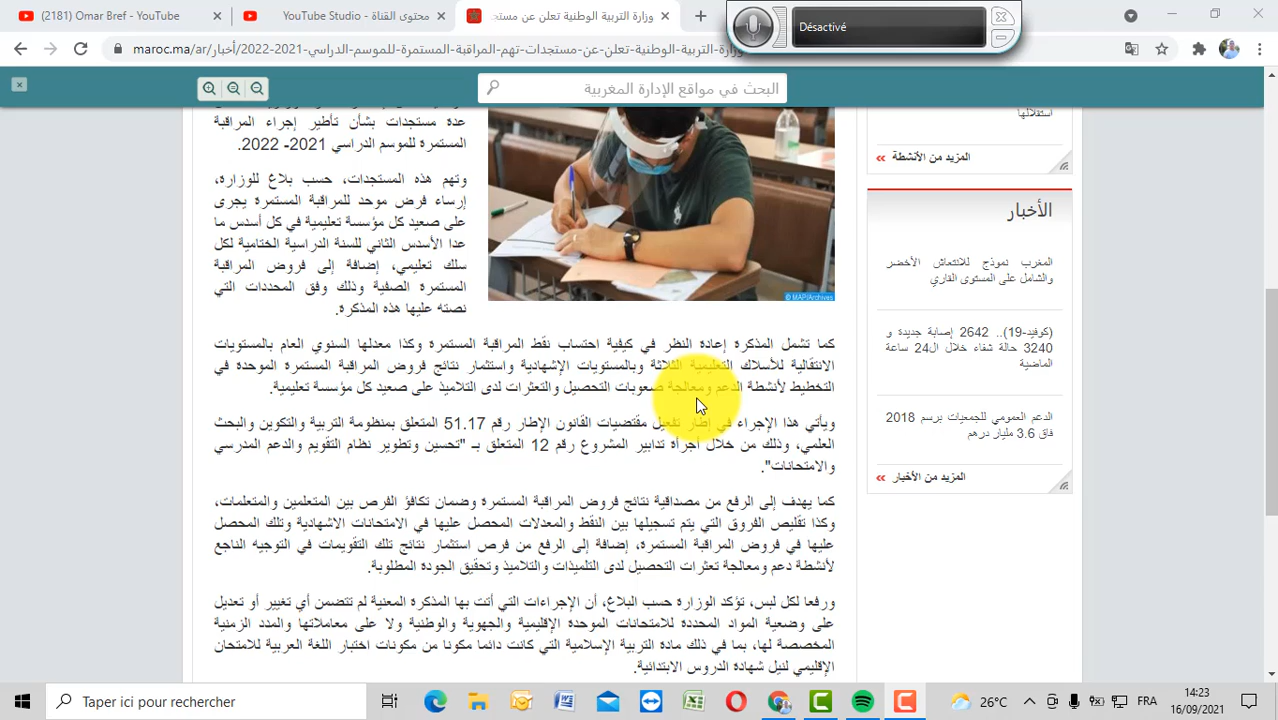 (2181) Omar Breef - YouTube
محتوى القناة - YouTube Studio
وزارة التربية الوطنية تعلن عن مستجد
Désactivé
maroc.ma/ar/أخبار/وزارة-التربية-الوطنية-تعلن-عن-مستجدات-تهم-المراقبة-المستمرة-للموسم-الدراسي-2021-2022
البحث في مواقع الإدارة المغربية
عدة مستجدات بشأن تأطير إجراء المراقبة
المستمرة للموسم الدراسي 2021- 2022.
وتهم هذه المستجدات، حسب بلاغ للوزارة،
إرساء فرض موحد للمراقبة المستمرة يجرى
على صعيد كل مؤسسة تعليمية في كل أسدس ما
عدا الأسدس الثاني للسنة الدراسية الختامية لكل
سلك تعليمي، إضافة إلى فروض المراقبة
المستمرة الصفية وذلك وفق المحددات التي
نصته عليها هذه المذكرة.
© MAP/Archives
كما تشمل المذكرة إعادة النظر في كيفية احتساب نقط المراقبة المستمرة وكذا معدلها السنوي العام بالمستويات
الانتقالية للأسلاك التعليمية الثلاثة وبالمستويات الإشهادية واستثمار نتائج فروض المراقبة المستمرة الموحدة في
التخطيط لأنشطة الدعم ومعالجة صعوبات التحصيل والتعثرات لدى التلاميذ على صعيد كل مؤسسة تعليمية.
ويأتي هذا الإجراء في إطار تفعيل مقتضيات القانون الإطار رقم 51.17 المتعلق بمنظومة التربية والتكوين والبحث
العلمي، وذلك من خلال أجرأة تدابير المشروع رقم 12 المتعلق بـ "تحسين وتطوير نظام التقويم والدعم المدرسي
والامتحانات".
كما يهدف إلى الرفع من مصداقية نتائج فروض المراقبة المستمرة وضمان تكافؤ الفرص بين المتعلمين والمتعلمات،
وكذا تقليص الفروق التي يتم تسجيلها بين النقط والمعدلات المحصل عليها في الامتحانات الاشهادية وتلك المحصل
عليها في فروض المراقبة المستمرة، إضافة إلى الرفع من فرص استثمار نتائج تلك التقويمات في التوجيه الناجع
لأنشطة دعم ومعالجة تعثرات التحصيل لدى التلميذات والتلاميذ وتحقيق الجودة المطلوبة.
ورفعا لكل لبس، تؤكد الوزارة حسب البلاغ، أن الإجراءات التي أتت بها المذكرة المعنية لم تتضمن أي تغيير أو تعديل
على وضعية المواد المحددة للامتحانات الموحدة الإقليمية والجهوية والوطنية ولا على معاملاتها والمدد الزمنية
المخصصة لها، بما في ذلك مادة التربية الإسلامية التي كانت دائما مكونا من مكونات اختبار اللغة العربية للامتحان
الإقليمي لنيل شهادة الدروس الابتدائية.
استقلالها
المزيد من الأنشطة
الأخبار
المغرب نموذج للانتعاش الأخضر
والشامل على المستوى القاري
(كوفيد-19).. 2642 إصابة جديدة و
3240 حالة شفاء خلال ال24 ساعة
الماضية
الدعم العمومي للجمعيات برسم 2018
فاق 3.6 مليار درهم
المزيد من الأخبار
Taper ici pour rechercher
26°C
FRA
14:23
16/09/2021